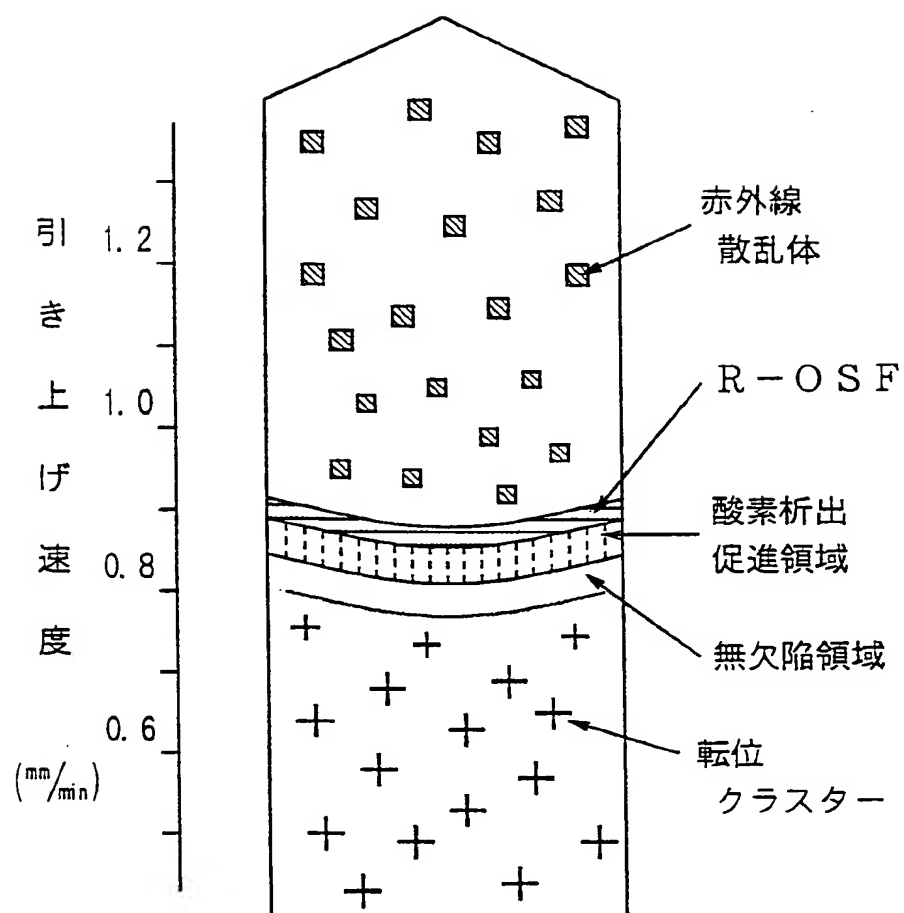 引き上げ速度
(mm/min)
1.2
1.0
0.8
0.6
赤外線
散乱体
R-OSF
酸素析出
促進領域
無欠陥領域
転位
クラスター